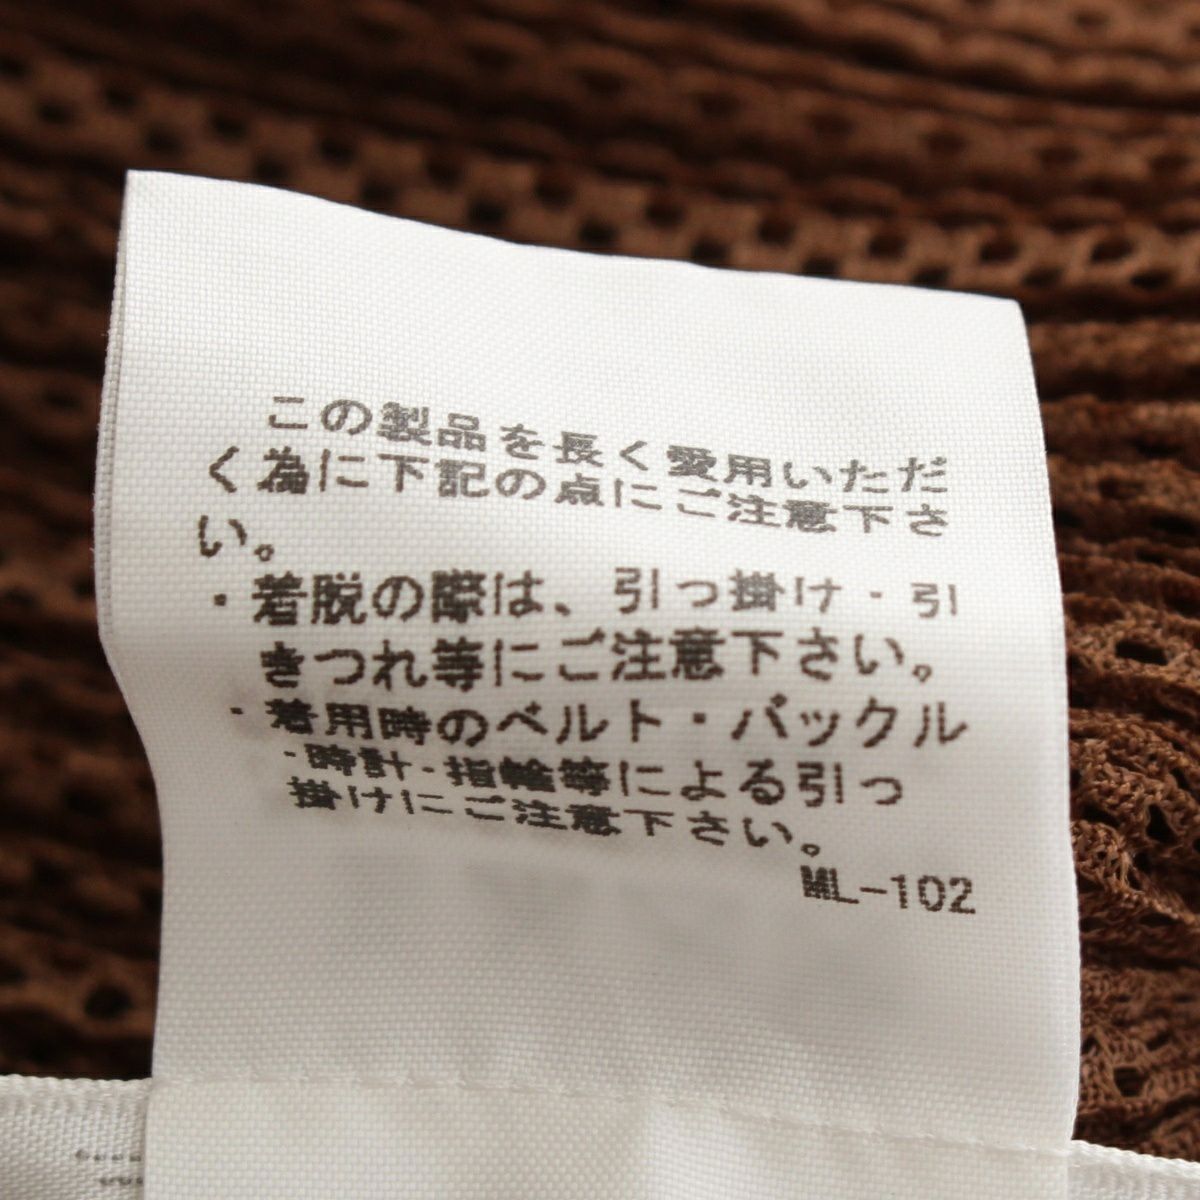 この製品を長く愛用いただ
く為に下記の点にご注意下さ
い。
・着脱の際は、引っ掛け・引
きつれ等にご注意下さい。
・着用時のベルト・バックル
・時計・指輪等による引っ
掛けにご注意下さい。
ML-102